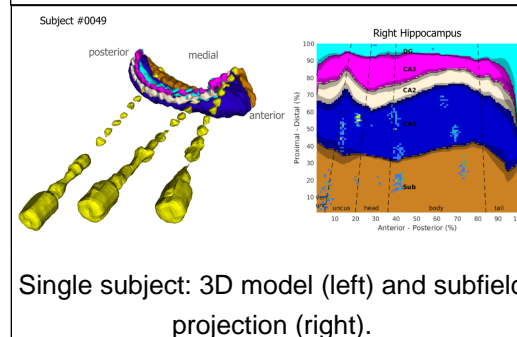 Subject #0049
posterior
medial
anterior
Right Hippocampus
Proximal - Distal (%)
100
90
80
70
60
50
40
30
20
10
DG
CA3
CA2
CA1
Sub
uncus
head
body
tail
10 20 30 40 50 60 70 80 90
Anterior - Posterior (%)
Single subject: 3D model (left) and subfield
projection (right).